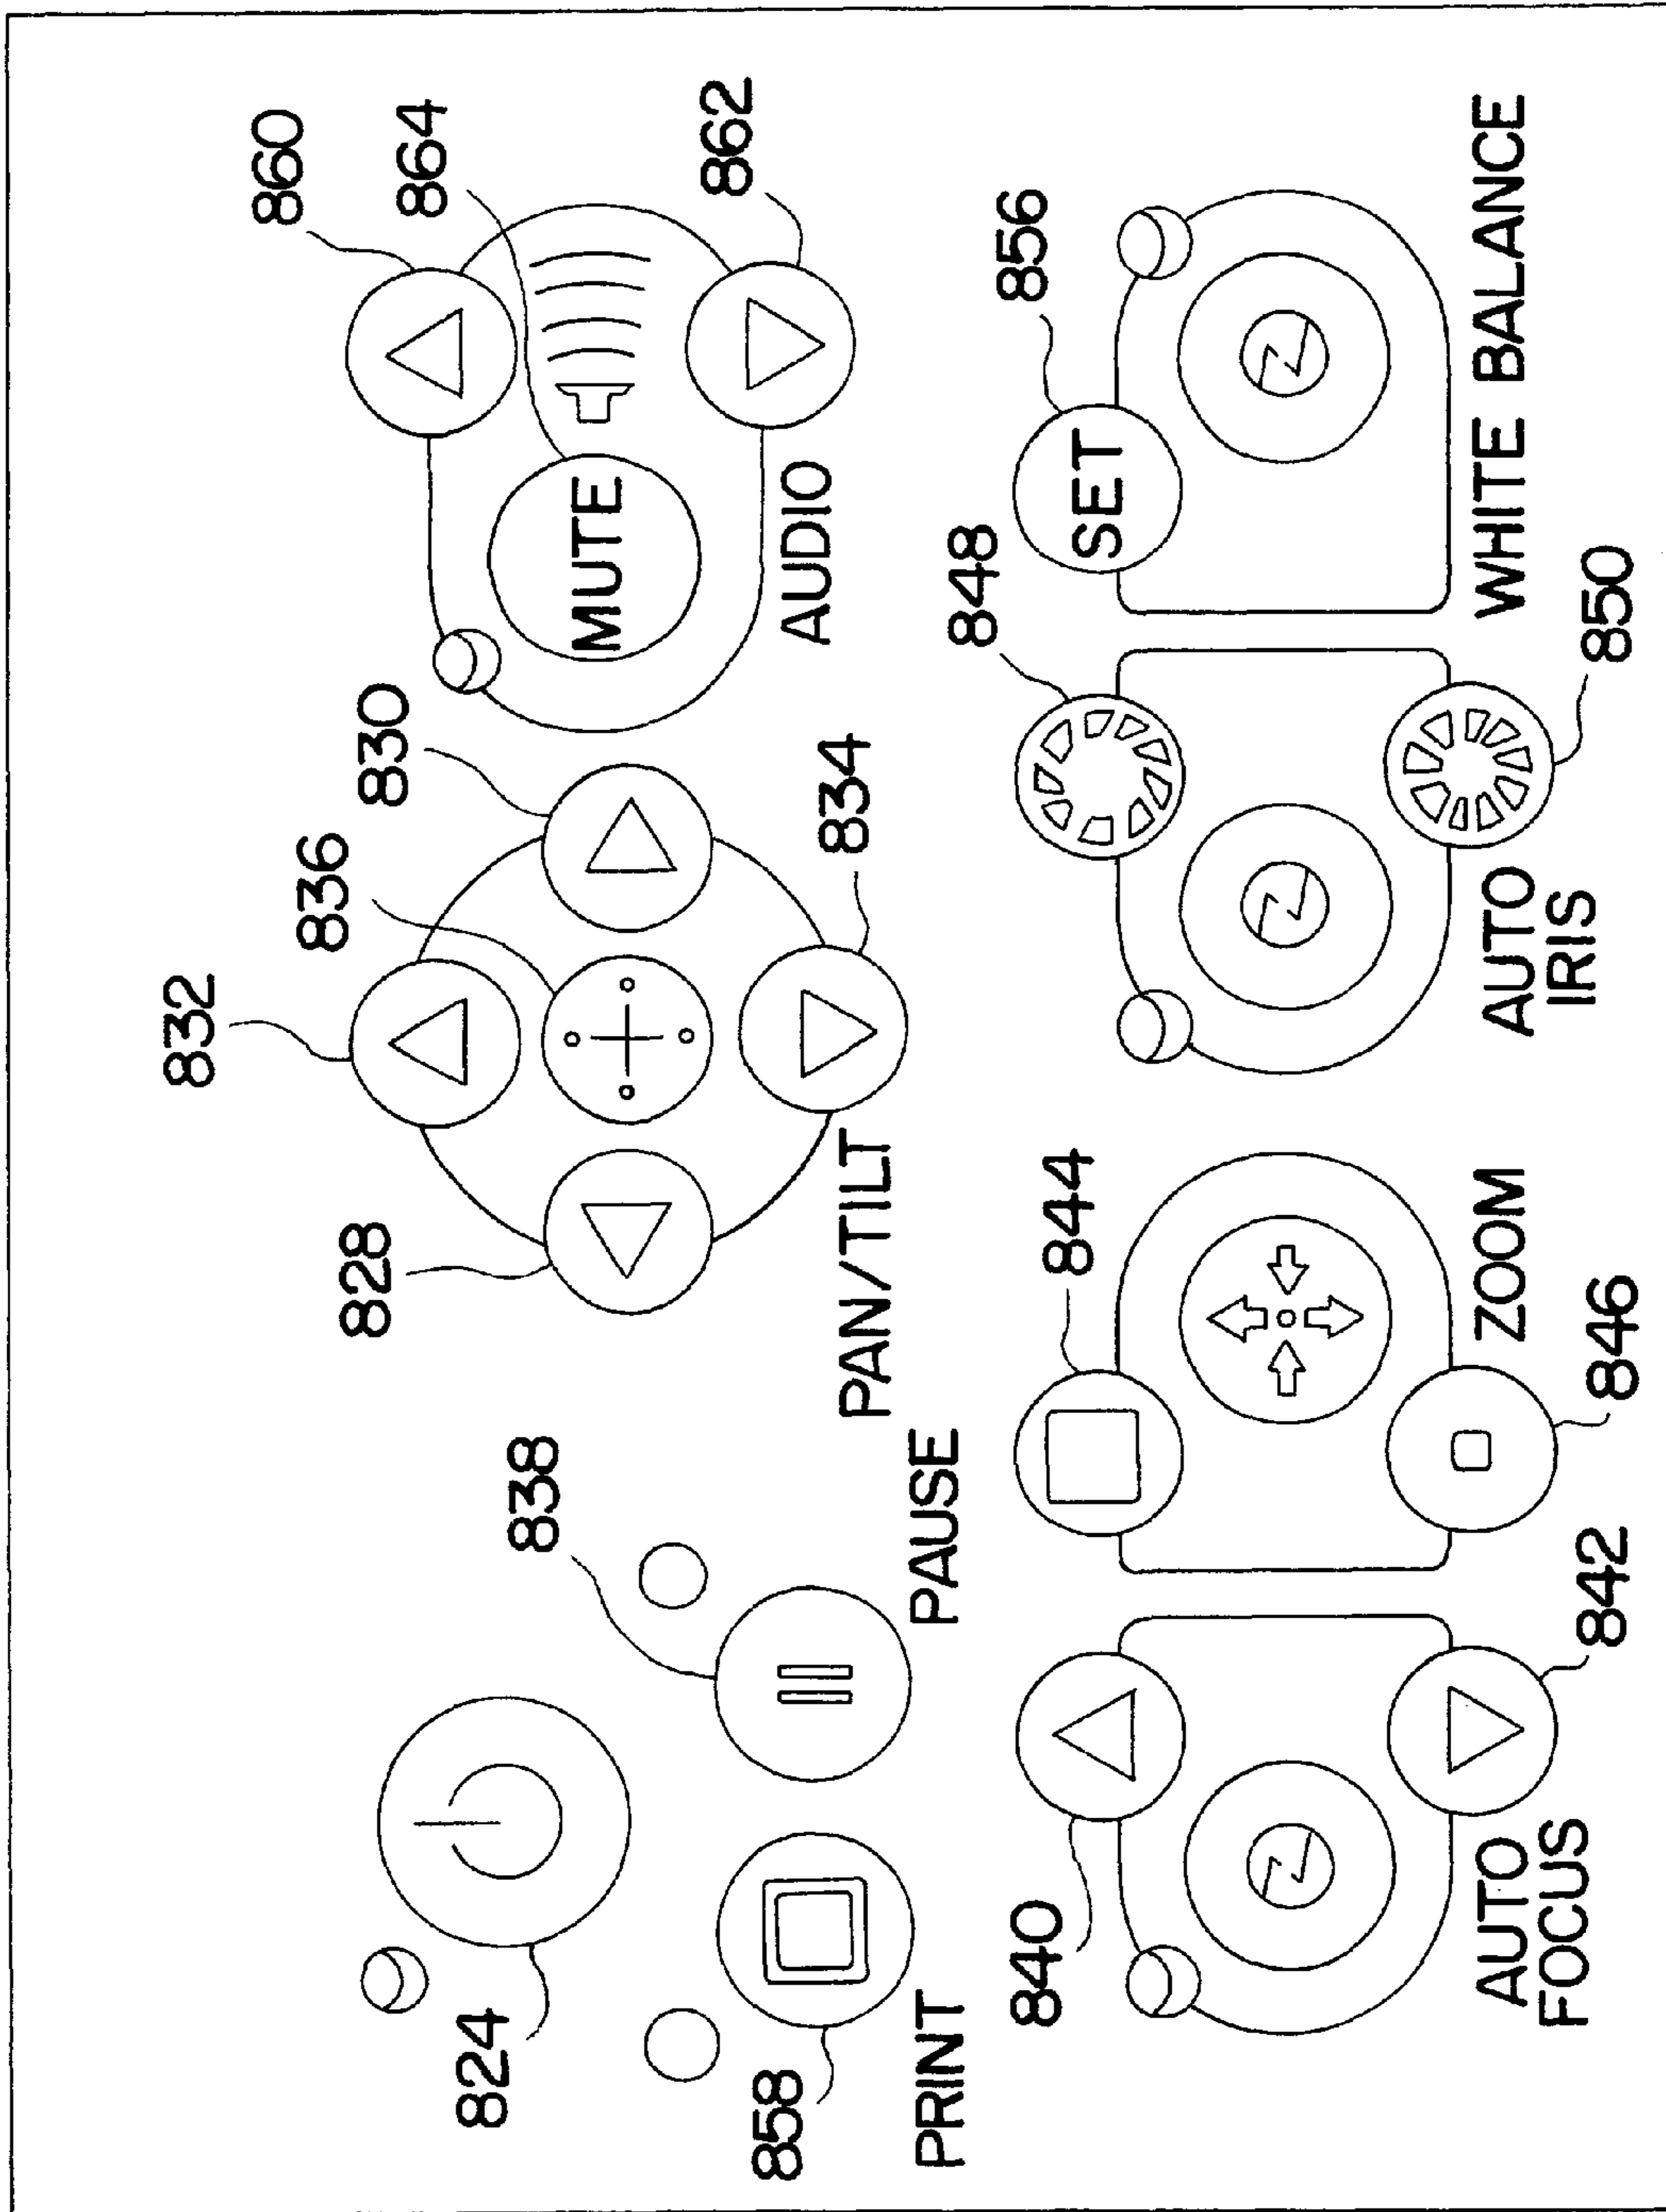 832
860
836
830
864
828
862
824
838
834
MUTE
858
PAN/TILT
AUDIO
PRINT
PAUSE
840
844
848
856
SET
AUTO
FOCUS
842
ZOOM
846
AUTO
IRIS
850
WHITE BALANCE